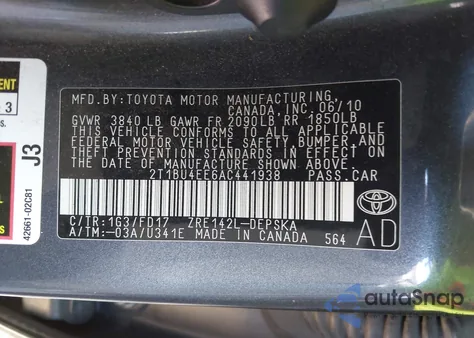 MFD.BY:TOYOTA MOTOR MANUFACTURING
CANADA, INC. 06/10
GVWR 3840 LB GAWR FR 2090LB RR 1850LB
THIS VEHICLE CONFORMS TO ALL APPLICABLE
FEDERAL MOTOR VEHICLE SAFETY, BUMPER, AND
THEFT PREVENTION STANDARDS IN EFFECT ON
THE DATE OF MANUFACTURE SHOWN ABOVE.
2T1BU4EE6AC441938 PASS.CAR
C/TR:1G3/FD17 ZRE142L-DEPSKA
A/TM:-03A/U341E MADE IN CANADA 564
TOYOTA
AD
ENT
3
s.
J3
42661-02C81
autoSnap